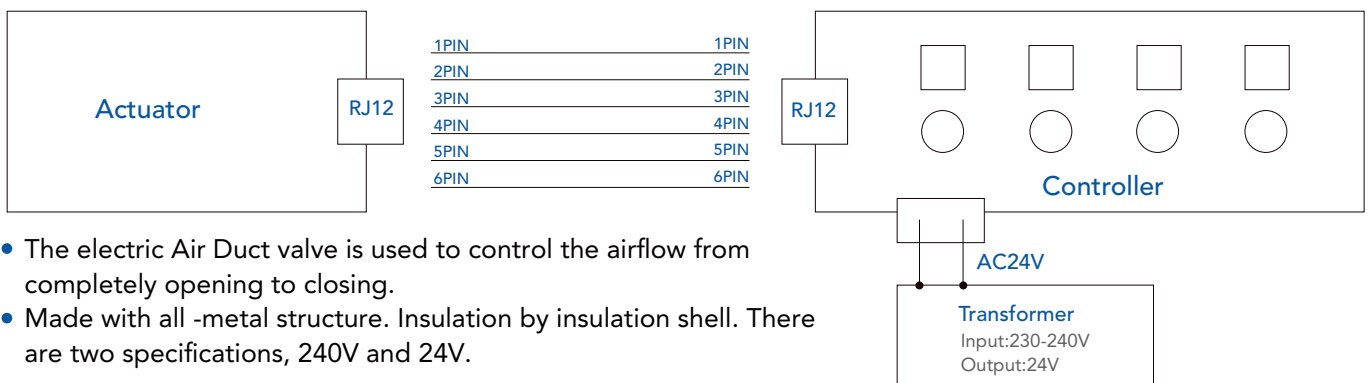 Actuator
RJ12
1PIN 1PIN
2PIN 2PIN
3PIN 3PIN
4PIN 4PIN
5PIN 5PIN
6PIN 6PIN
RJ12
Controller
AC24V
Transformer
Input:230-240V
Output:24V
• The electric Air Duct valve is used to control the airflow from
completely opening to closing.
• Made with all -metal structure. Insulation by insulation shell. There
are two specifications, 240V and 24V.